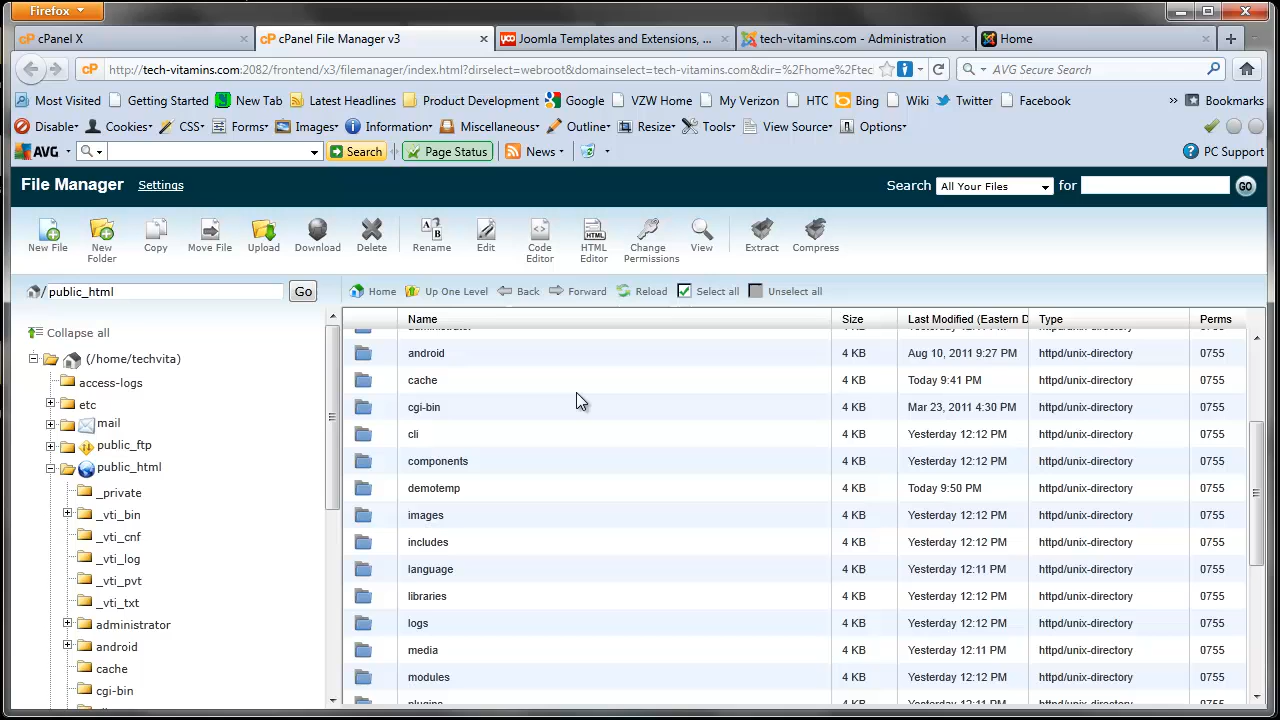 Firefox
cPanel X
cPanel File Manager v3
Joomla Templates and Extensions, ...
tech-vitamins.com - Administration
Home
http://tech-vitamins.com:2082/frontend/x3/filemanager/index.html?dirselect=webroot&domainselect=tech-vitamins.com&dir=%2Fhome%2Ftec
AVG Secure Search
Most Visited Getting Started New Tab Latest Headlines Product Development Google VZW Home My Verizon HTC Bing Wiki Twitter Facebook » Bookmarks
Disable Cookies CSS Forms Images Information Miscellaneous Outline Resize Tools View Source Options
AVG Search Page Status News PC Support
File Manager Settings Search All Your Files for GO
New File New Folder Copy Move File Upload Download Delete Rename Edit Code Editor HTML Editor Change Permissions View Extract Compress
/ public_html Go
Home Up One Level Back Forward Reload Select all Unselect all
Collapse all
(/home/techvita)
access-logs
etc
mail
public_ftp
public_html
_private
_vti_bin
_vti_cnf
_vti_log
_vti_pvt
_vti_txt
administrator
android
cache
cgi-bin
Name Size Last Modified (Eastern D Type Perms
android 4 KB Aug 10, 2011 9:27 PM httpd/unix-directory 0755
cache 4 KB Today 9:41 PM httpd/unix-directory 0755
cgi-bin 4 KB Mar 23, 2011 4:30 PM httpd/unix-directory 0755
cli 4 KB Yesterday 12:12 PM httpd/unix-directory 0755
components 4 KB Yesterday 12:12 PM httpd/unix-directory 0755
demotemp 4 KB Today 9:50 PM httpd/unix-directory 0755
images 4 KB Yesterday 12:12 PM httpd/unix-directory 0755
includes 4 KB Yesterday 12:12 PM httpd/unix-directory 0755
language 4 KB Yesterday 12:11 PM httpd/unix-directory 0755
libraries 4 KB Yesterday 12:12 PM httpd/unix-directory 0755
logs 4 KB Yesterday 12:12 PM httpd/unix-directory 0755
media 4 KB Yesterday 12:11 PM httpd/unix-directory 0755
modules 4 KB Yesterday 12:12 PM httpd/unix-directory 0755